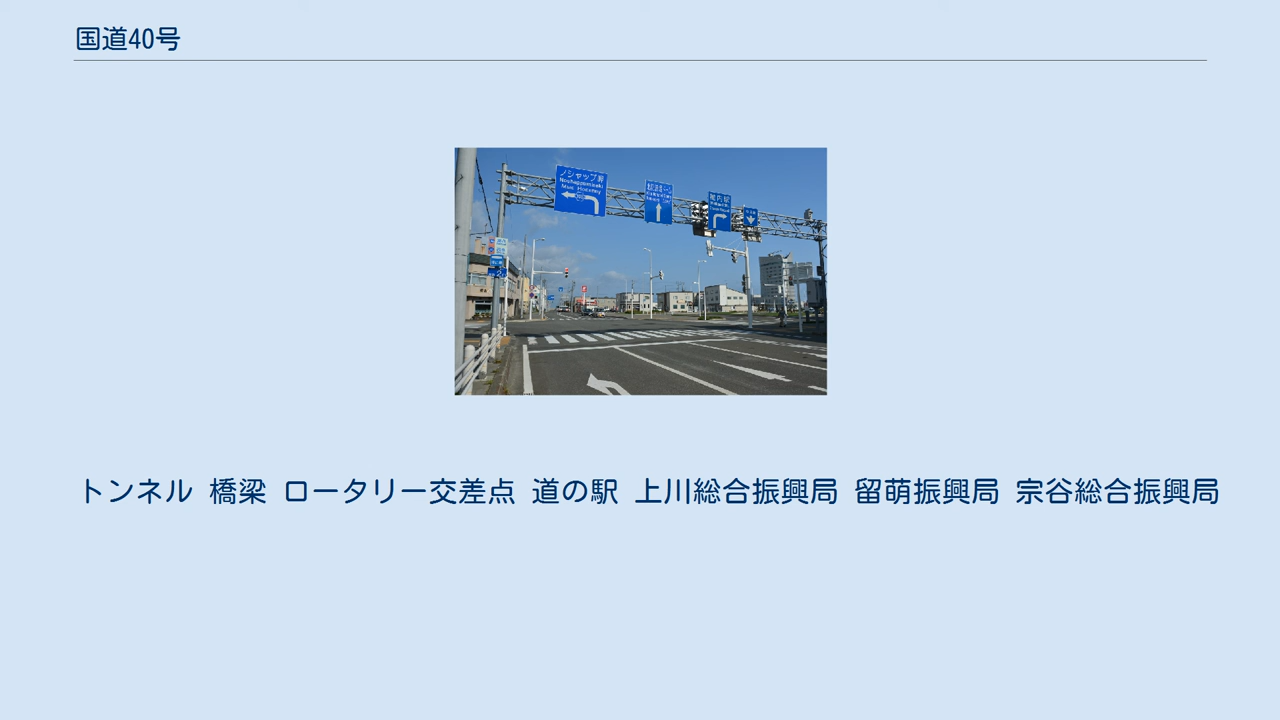 国道40号
ノシャップ岬
トンネル 橋梁 ロータリー交差点 道の駅 上川総合振興局 留萌振興局 宗谷総合振興局